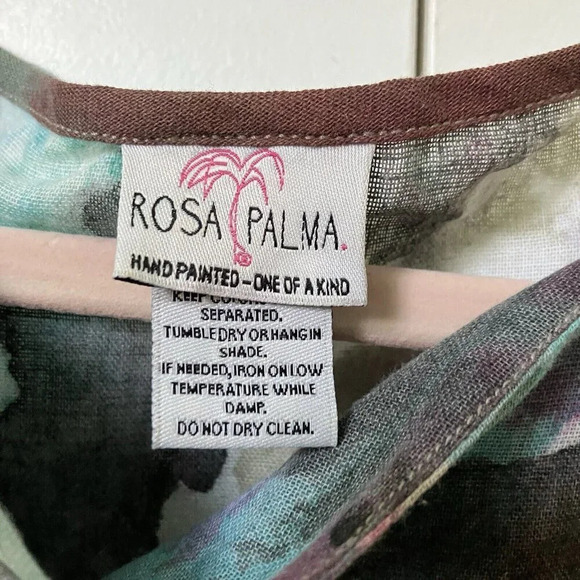 ROSA PALMA.
HAND PAINTED-ONE OF A KIND
KEEP
SEPARATED.
TUMBLE DRY OR HANG IN
SHADE.
IF NEEDED, IRON ON LOW
TEMPERATURE WHILE
DAMP.
DO NOT DRY CLEAN.